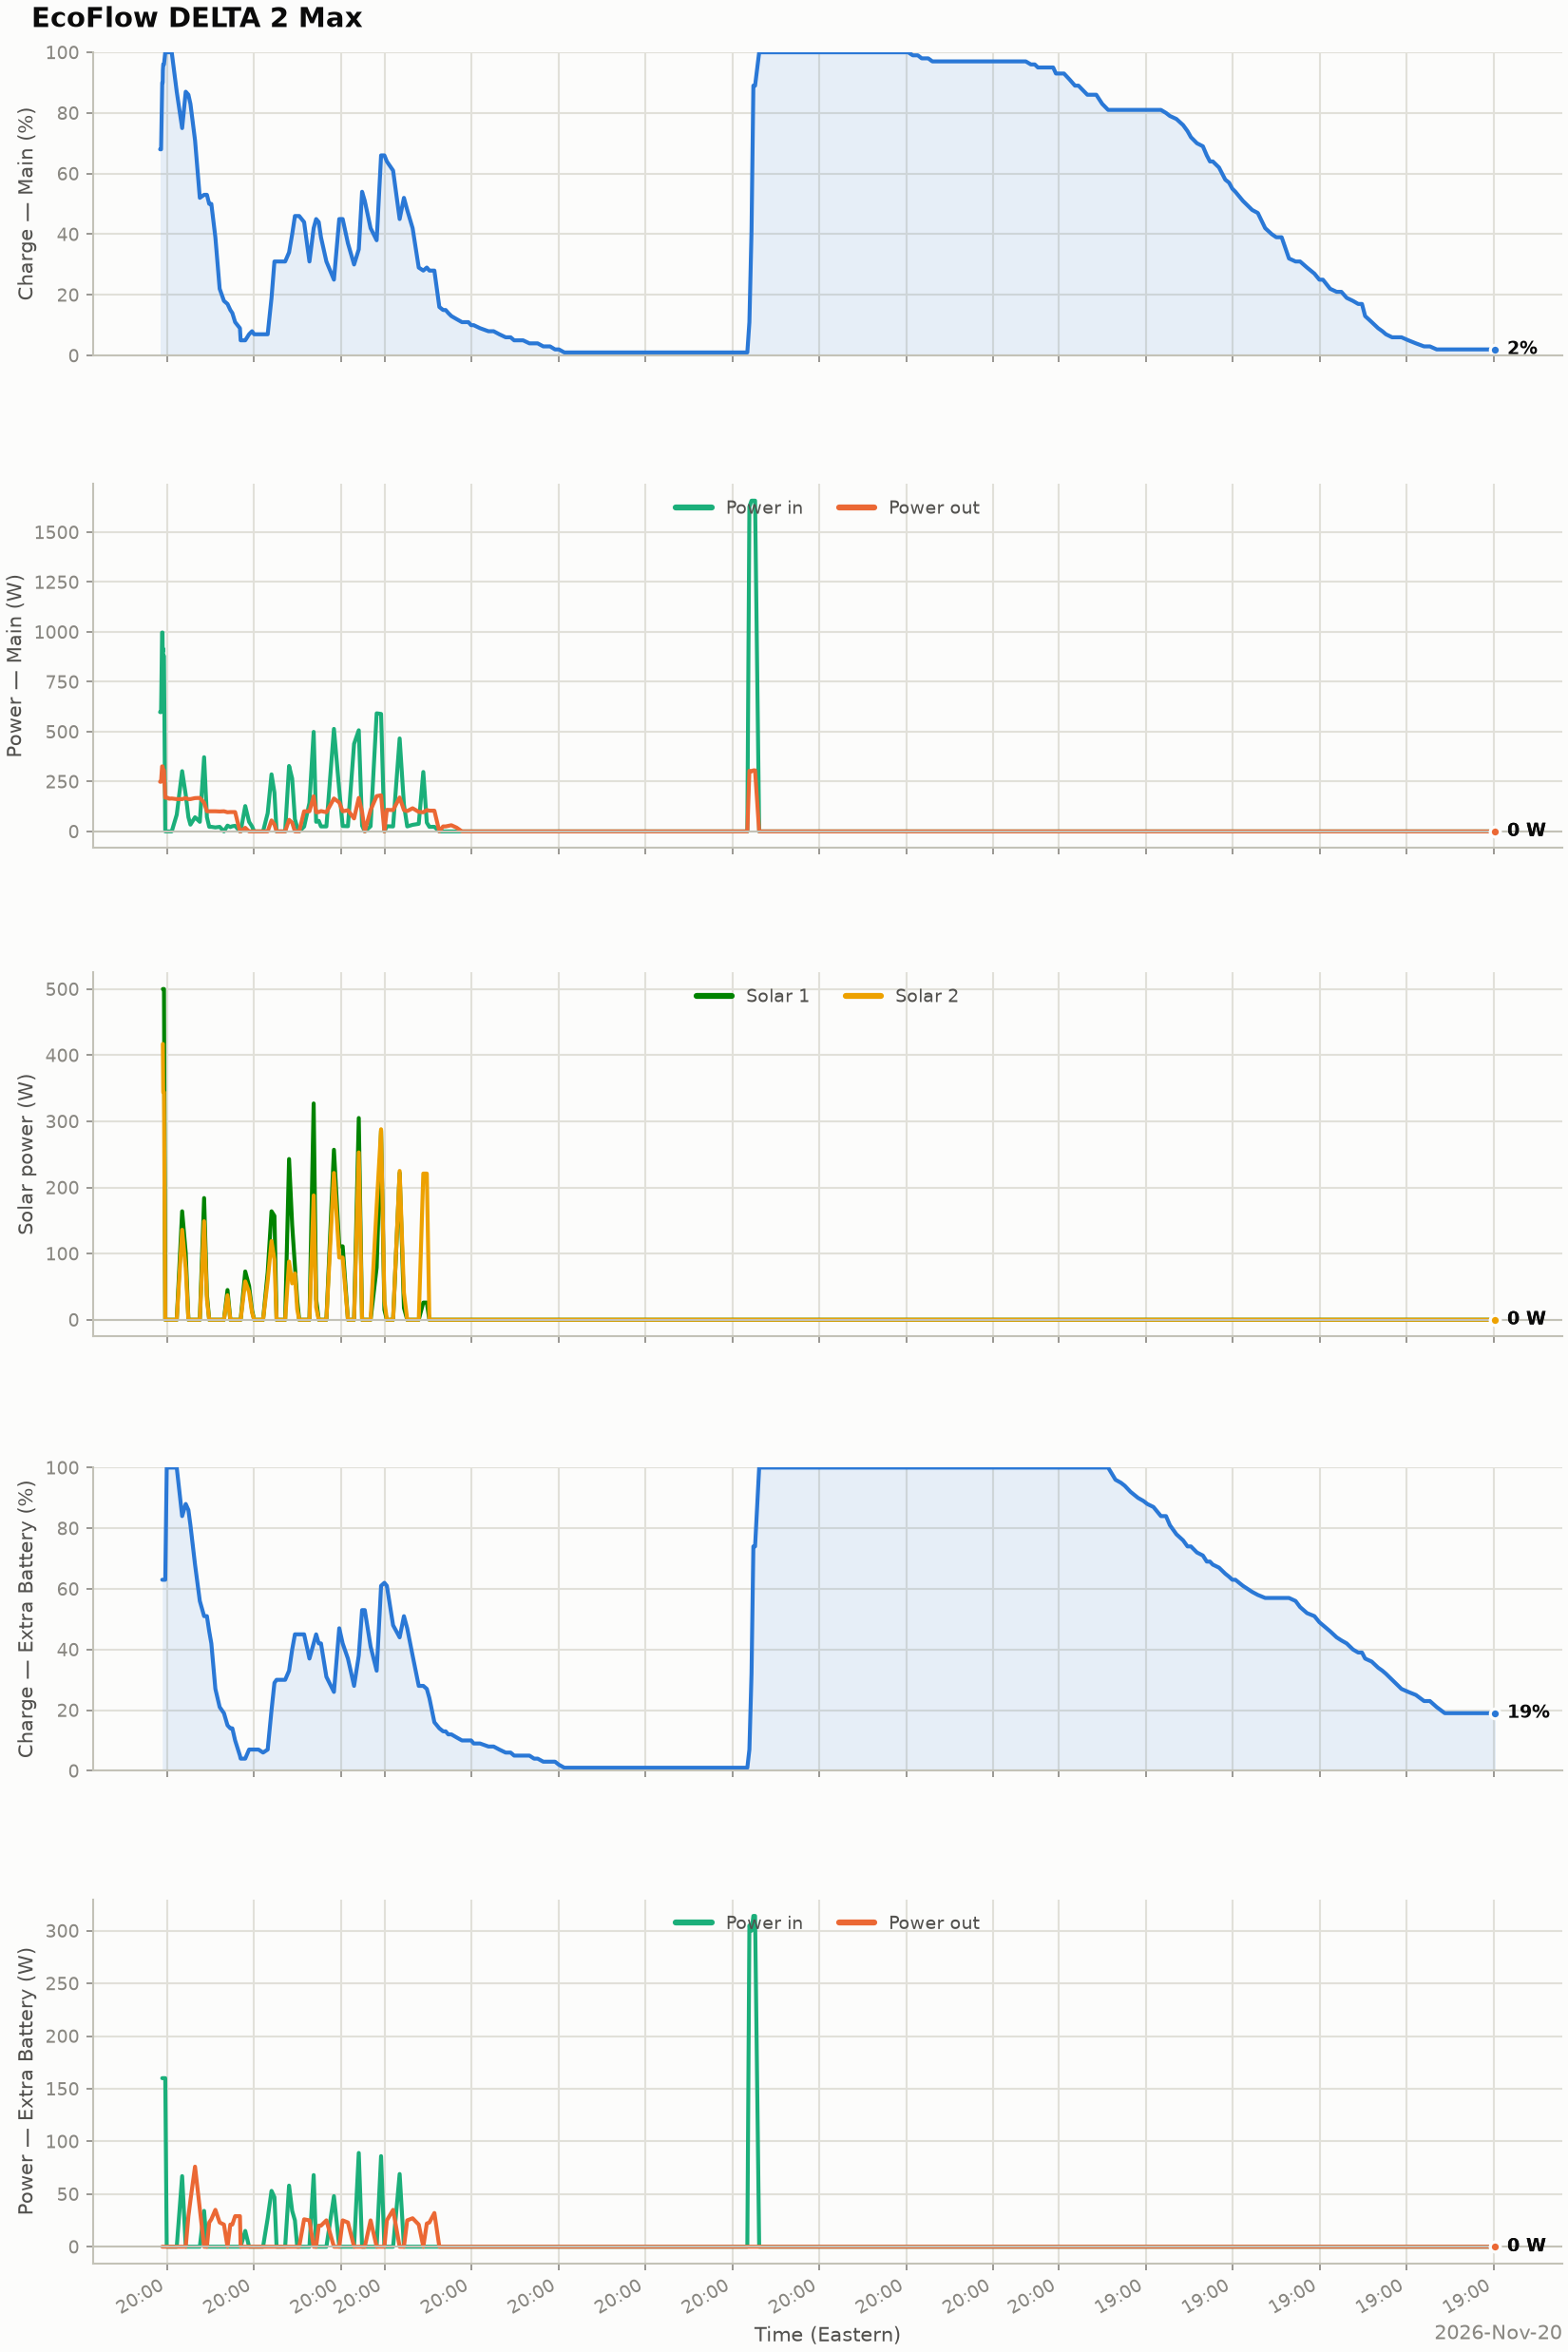 EcoFlow DELTA 2 Max
Charge — Main (%)
100
80
60
40
20
0
2%
Power — Main (W)
Power in
Power out
1500
1250
1000
750
500
250
0
0 W
Solar power (W)
Solar 1
Solar 2
500
400
300
200
100
0
0 W
Charge — Extra Battery (%)
100
80
60
40
20
0
19%
Power — Extra Battery (W)
Power in
Power out
300
250
200
150
100
50
0
0 W
20:00 20:00 20:00 20:00 20:00 20:00 20:00 20:00 20:00 20:00 20:00 20:00 19:00 19:00 19:00 19:00 19:00
Time (Eastern)
2026-Nov-20